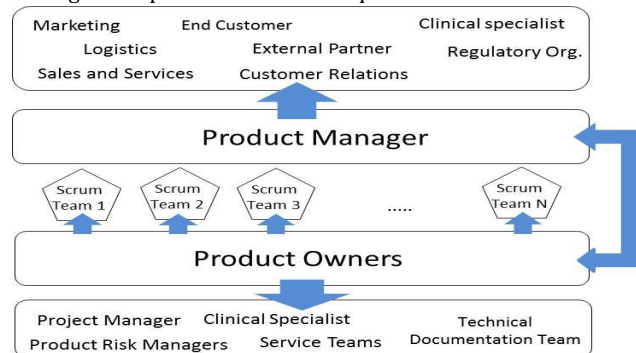 Marketing End Customer Clinical specialist
Logistics External Partner Regulatory Org.
Sales and Services Customer Relations
Product Manager
Scrum Team 1
Scrum Team 2
Scrum Team 3
.....
Scrum Team N
Product Owners
Project Manager Clinical Specialist Technical
Product Risk Managers Service Teams Documentation Team